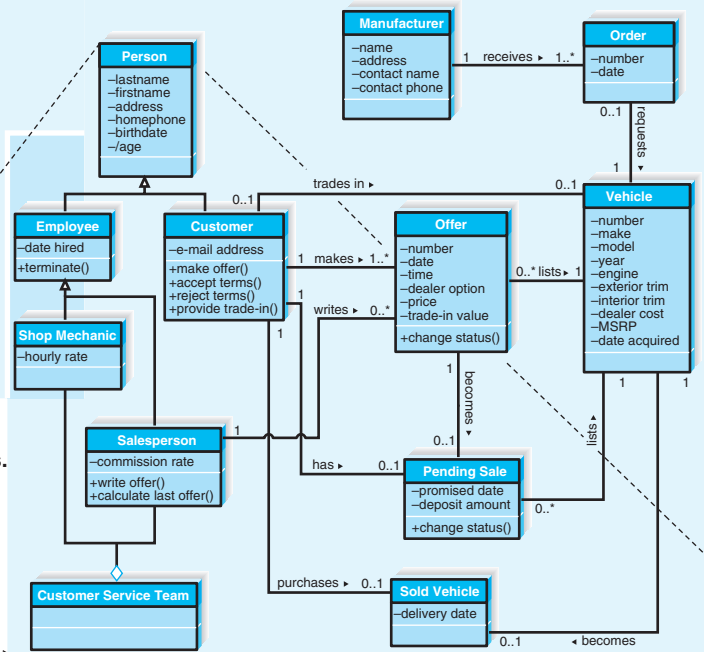 Manufacturer
–name
–address
–contact name
–contact phone
1 receives ▸ 1..*
Order
–number
–date
0..1
requests ▸
1
Person
–lastname
–firstname
–address
–homephone
–birthdate
–/age
Employee
–date hired
+terminate()
0..1
trades in ▸
0..1
Customer
–e-mail address
+make offer()
+accept terms()
+reject terms()
+provide trade-in()
1 makes ▸ 1..*
Offer
–number
–date
–time
–dealer option
–price
–trade-in value
+change status()
0..* lists ▸ 1
Vehicle
–number
–make
–model
–year
–engine
–exterior trim
–interior trim
–dealer cost
–MSRP
–date acquired
1
1
writes ▸ 0..*
1
1
1
1
Shop Mechanic
–hourly rate
becomes ▸
0..1
lists ▸
Salesperson
–commission rate
+write offer()
+calculate last offer()
1
s.
has ▸ 0..1
Pending Sale
–promised date
–deposit amount
+change status()
0..*
Customer Service Team
purchases ▸ 0..1
Sold Vehicle
–delivery date
0..1
◂ becomes